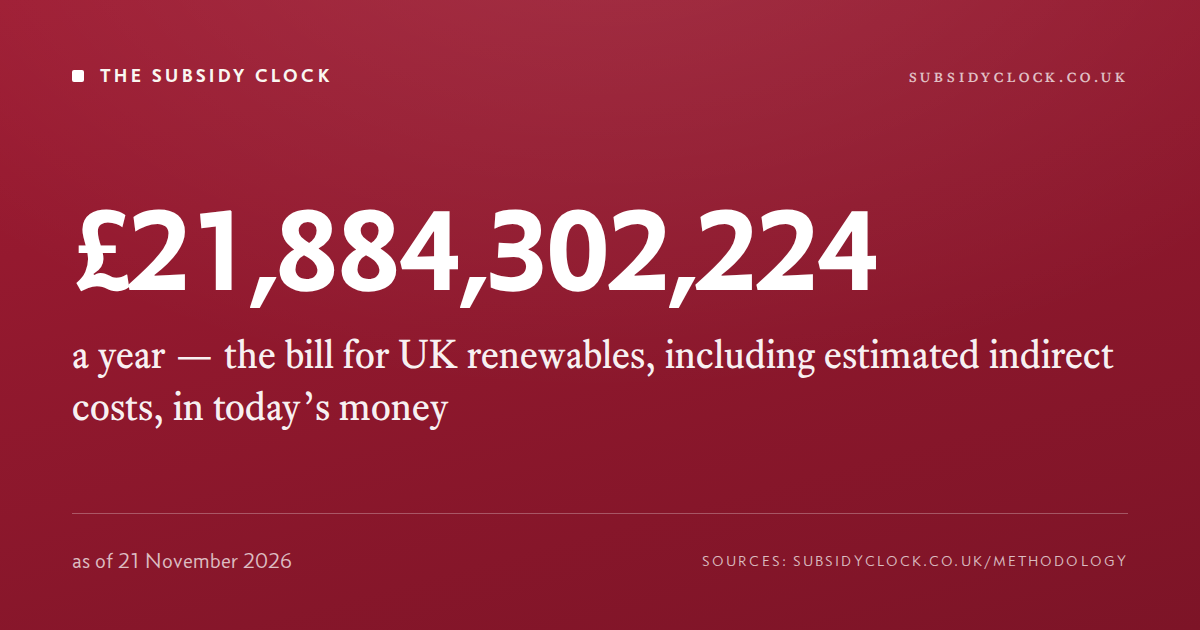 THE SUBSIDY CLOCK
SUBSIDYCLOCK.CO.UK
£21,884,302,224
a year — the bill for UK renewables, including estimated indirect
costs, in today’s money
as of 21 November 2026
SOURCES: SUBSIDYCLOCK.CO.UK/METHODOLOGY